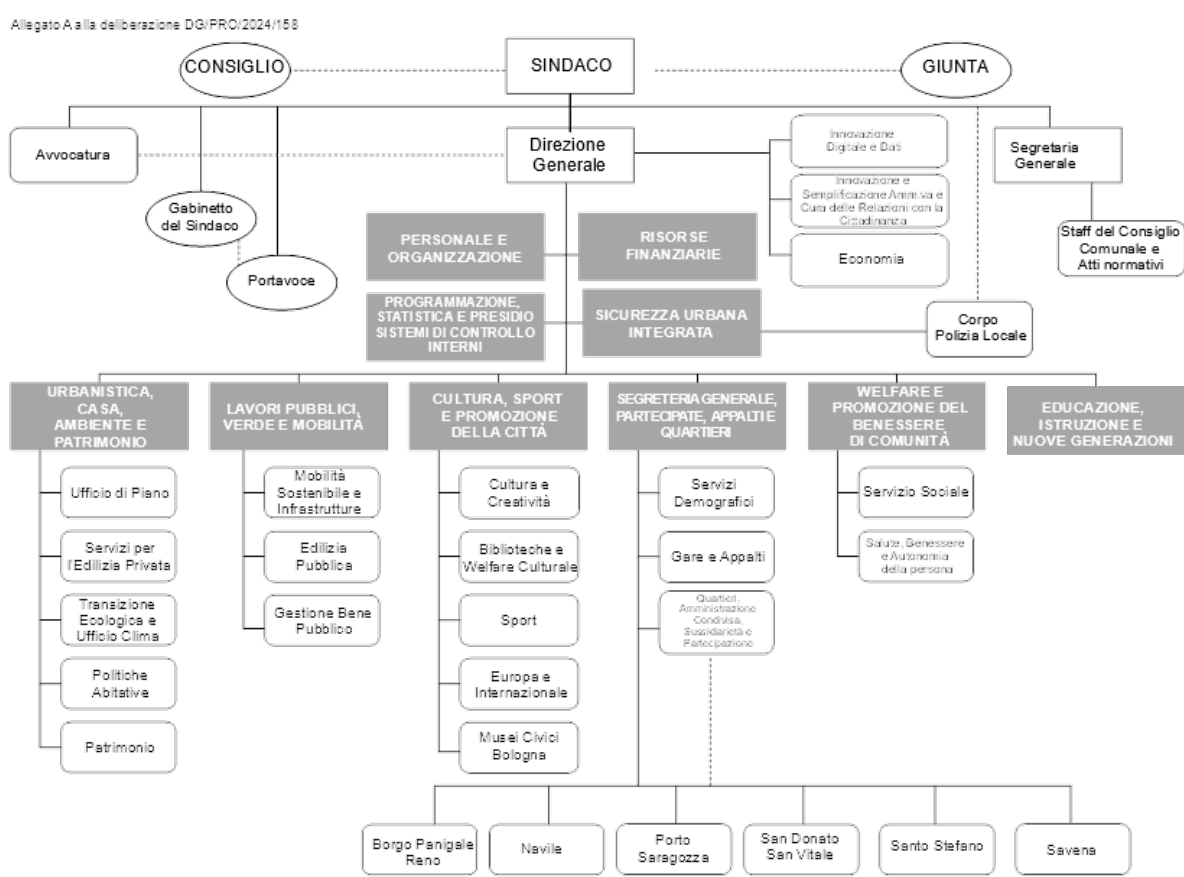 Allegato A alla deliberazione DG/PRO/2024/158
CONSIGLIO
SINDACO
GIUNTA
Avvocatura
Direzione
Generale
Innovazione
Digitale e Dati
Segretaria
Generale
Innovazione e
Semplificazione Amm.va e
Cura delle Relazioni con la
Cittadinanza
Gabinetto
del Sindaco
Staff del Consiglio
Comunale e
Atti normativi
PERSONALE E
ORGANIZZAZIONE
RISORSE
FINANZIARIE
Economia
Portavoce
PROGRAMMAZIONE,
STATISTICA E PRESIDIO
SISTEMI DI CONTROLLO
INTERNI
SICUREZZA URBANA
INTEGRATA
Corpo
Polizia Locale
URBANISTICA,
CASA,
AMBIENTE E
PATRIMONIO
LAVORI PUBBLICI,
VERDE E MOBILITÀ
CULTURA, SPORT
E PROMOZIONE
DELLA CITTÀ
SEGRETERIA GENERALE,
PARTECIPATE, APPALTI E
QUARTIERI
WELFARE E
PROMOZIONE DEL
BENESSERE
DI COMUNITÀ
EDUCAZIONE,
ISTRUZIONE E
NUOVE GENERAZIONI
Ufficio di Piano
Servizi per
l'Edilizia Privata
Transizione
Ecologica e
Ufficio Clima
Politiche
Abitative
Patrimonio
Mobilità
Sostenibile e
Infrastrutture
Edilizia
Pubblica
Gestione Bene
Pubblico
Cultura e
Creatività
Biblioteche e
Welfare Culturale
Sport
Europa e
Internazionale
Musei Civici
Bologna
Servizi
Demografici
Gare e Appalti
Quartieri,
Amministrazione
Condivisa,
Sussidiarietà e
Partecipazione
Servizio Sociale
Salute, Benessere
e Autonomia
della persona
Borgo Panigale
Reno
Navile
Porto
Saragozza
San Donato
San Vitale
Santo Stefano
Savena